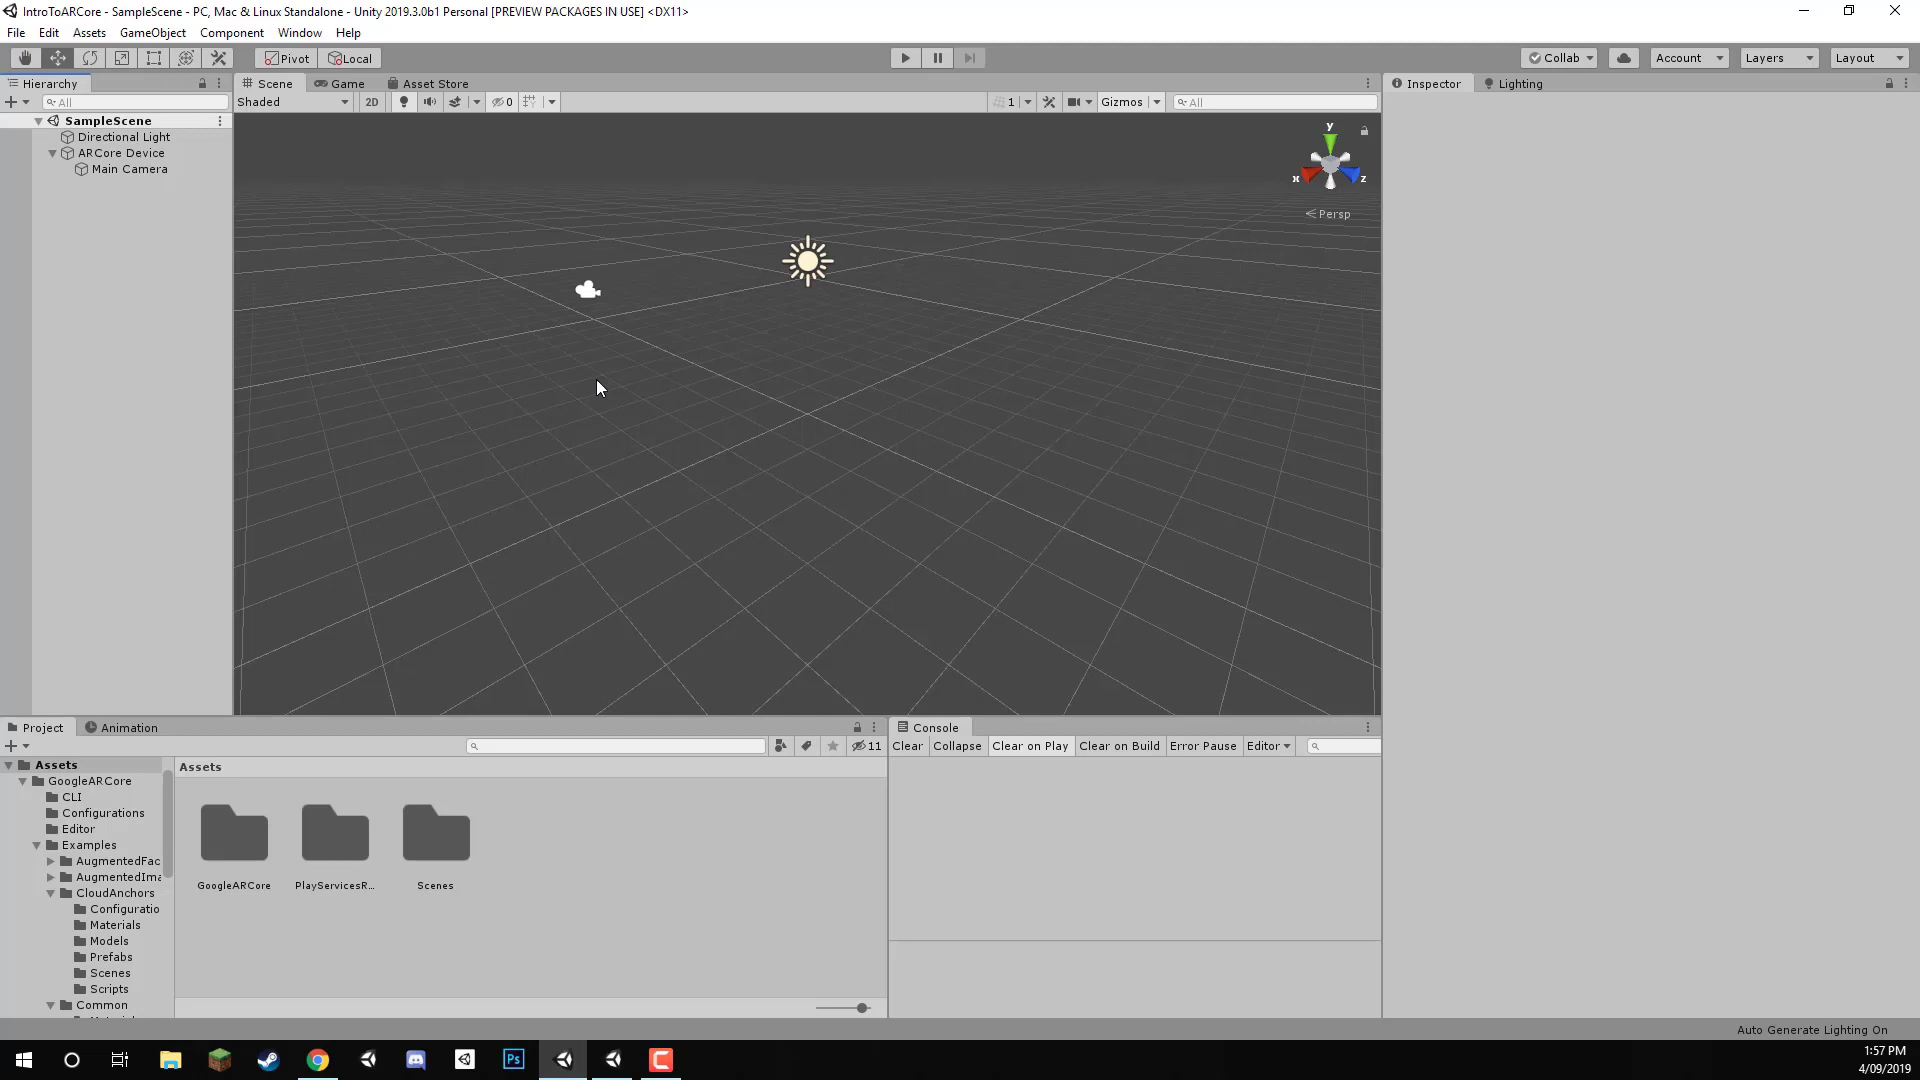 IntroToARCore - SampleScene - PC, Mac & Linux Standalone - Unity 2019.3.0b1 Personal [PREVIEW PACKAGES IN USE] <DX11>
File Edit Assets GameObject Component Window Help
Pivot Local Collab Account Layers Layout
Hierarchy
All
SampleScene
Directional Light
ARCore Device
Main Camera
Scene Game Asset Store
Shaded 2D 0 1 Gizmos All
y
x z
Persp
Inspector Lighting
Project Animation
11
Assets
GoogleARCore
CLI
Configurations
Editor
Examples
AugmentedFac
AugmentedIma
CloudAnchors
Configuratio
Materials
Models
Prefabs
Scenes
Scripts
Common
Assets
GoogleARCore PlayServicesR... Scenes
Console
Clear Collapse Clear on Play Clear on Build Error Pause Editor
Auto Generate Lighting On
Ps
1:57 PM
4/09/2019